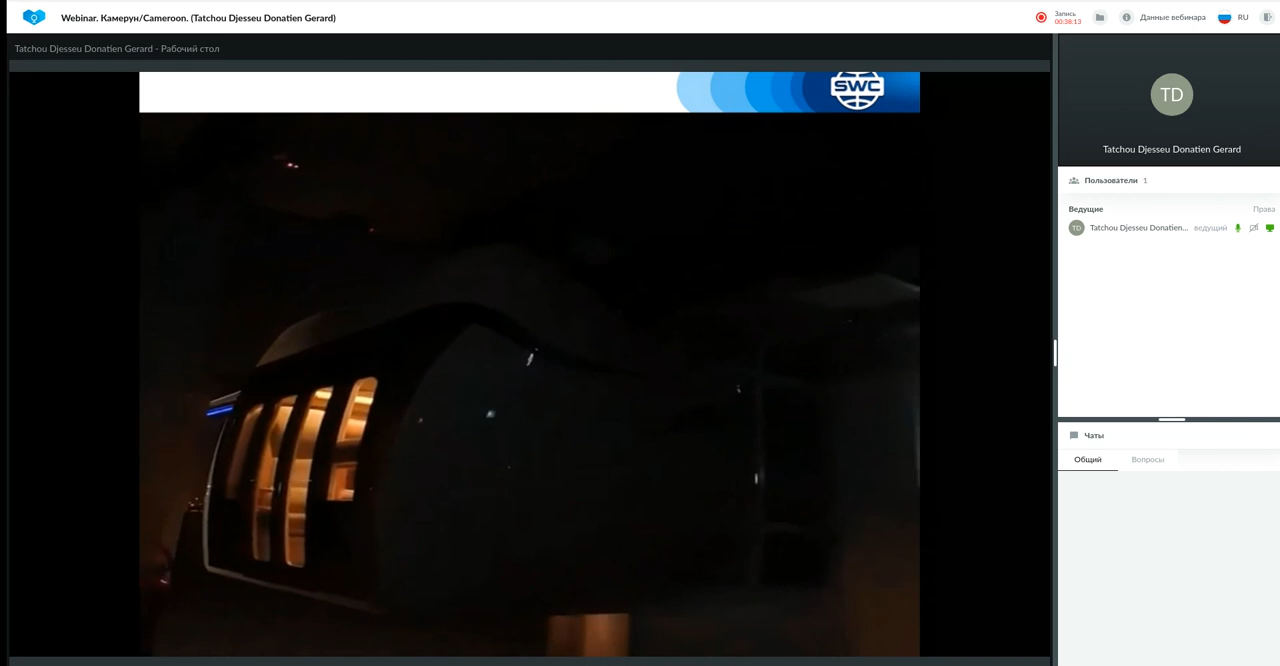 Webinar. Камерун/Cameroon. (Tatchou Djesseu Donatien Gerard)
Запись
00:38:13
Данные вебинара
RU
Tatchou Djesseu Donatien Gerard - Рабочий стол
SWC
TD
Tatchou Djesseu Donatien Gerard
Пользователи 1
Ведущие
Права
TD
Tatchou Djesseu Donatien...
ведущий
Чаты
Общий
Вопросы